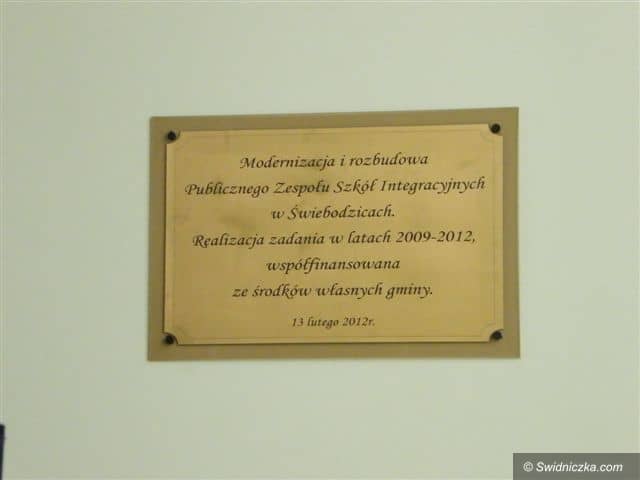 Modernizacja i rozbudowa
Publicznego Zespołu Szkół Integracyjnych
w Świebodzicach.
Realizacja zadania w latach 2009-2012,
współfinansowana
ze środków własnych gminy.
13 lutego 2012r.
© Swidniczka.com